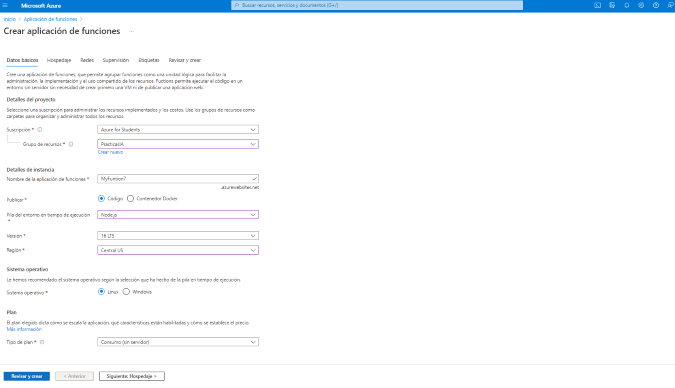 Microsoft Azure
Buscar recursos, servicios y documentos (G+/)
Inicio > Aplicación de funciones >
Crear aplicación de funciones ...
Datos básicos Hospedaje Redes Supervisión Etiquetas Revisar y crear
Cree una aplicación de funciones, que permite agrupar funciones como una unidad lógica para facilitar la
administración, la implementación y el uso compartido de los recursos. Functions permite ejecutar el código en un
entorno sin servidor sin necesidad de crear primero una VM ni de publicar una aplicación web.
Detalles del proyecto
Seleccione una suscripción para administrar los recursos implementados y los costes. Use los grupos de recursos como
carpetas para organizar y administrar todos los recursos.
Suscripción * Azure for Students
Grupo de recursos * PracticasIA
Crear nuevo
Detalles de instancia
Nombre de la aplicación de funciones * MyFuntion7
.azurewebsites.net
Publicar * Código Contenedor Docker
Pila del entorno en tiempo de ejecución Node.js
*
Versión * 16 LTS
Región * Central US
Sistema operativo
Le hemos recomendado el sistema operativo según la selección que ha hecho de la pila en tiempo de ejecución.
Sistema operativo * Linux Windows
Plan
El plan elegido dicta cómo se escala la aplicación, qué características están habilitadas y cómo se establece el precio.
Más información
Tipo de plan * Consumo (sin servidor)
Revisar y crear < Anterior Siguiente: Hospedaje >